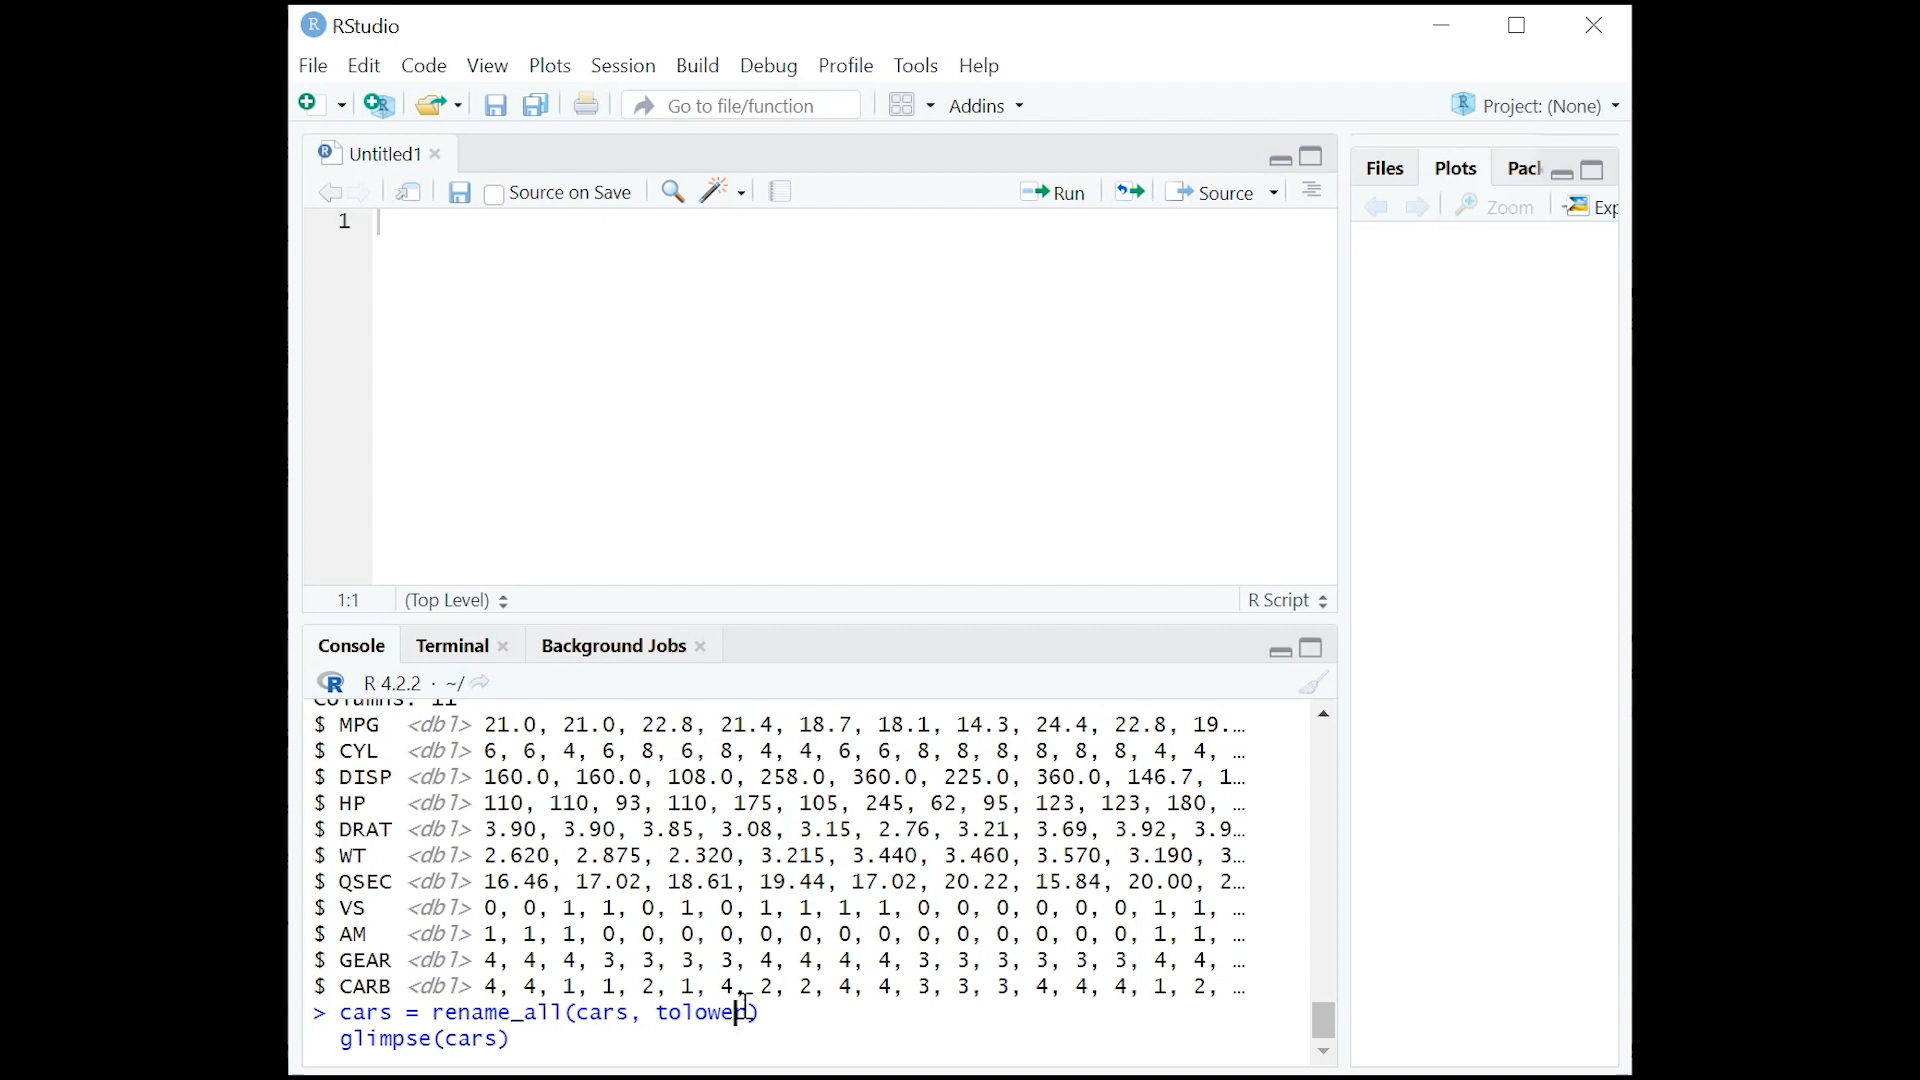 RStudio
File Edit Code View Plots Session Build Debug Profile Tools Help
Go to file/function Addins Project: (None)
Untitled1
Source on Save Run Source
1
1:1 (Top Level) R Script
Files Plots Pack
Zoom Exp
Console Terminal Background Jobs
R 4.2.2 · ~/
Columns: 11
$ MPG <dbl> 21.0, 21.0, 22.8, 21.4, 18.7, 18.1, 14.3, 24.4, 22.8, 19.…
$ CYL <dbl> 6, 6, 4, 6, 8, 6, 8, 4, 4, 6, 6, 8, 8, 8, 8, 8, 8, 4, 4, …
$ DISP <dbl> 160.0, 160.0, 108.0, 258.0, 360.0, 225.0, 360.0, 146.7, 1…
$ HP <dbl> 110, 110, 93, 110, 175, 105, 245, 62, 95, 123, 123, 180, …
$ DRAT <dbl> 3.90, 3.90, 3.85, 3.08, 3.15, 2.76, 3.21, 3.69, 3.92, 3.9…
$ WT <dbl> 2.620, 2.875, 2.320, 3.215, 3.440, 3.460, 3.570, 3.190, 3…
$ QSEC <dbl> 16.46, 17.02, 18.61, 19.44, 17.02, 20.22, 15.84, 20.00, 2…
$ VS <dbl> 0, 0, 1, 1, 0, 1, 0, 1, 1, 1, 1, 0, 0, 0, 0, 0, 0, 1, 1, …
$ AM <dbl> 1, 1, 1, 0, 0, 0, 0, 0, 0, 0, 0, 0, 0, 0, 0, 0, 0, 1, 1, …
$ GEAR <dbl> 4, 4, 4, 3, 3, 3, 3, 4, 4, 4, 4, 3, 3, 3, 3, 3, 3, 4, 4, …
$ CARB <dbl> 4, 4, 1, 1, 2, 1, 4, 2, 2, 4, 4, 3, 3, 3, 4, 4, 4, 1, 2, …
> cars = rename_all(cars, tolower)
glimpse(cars)